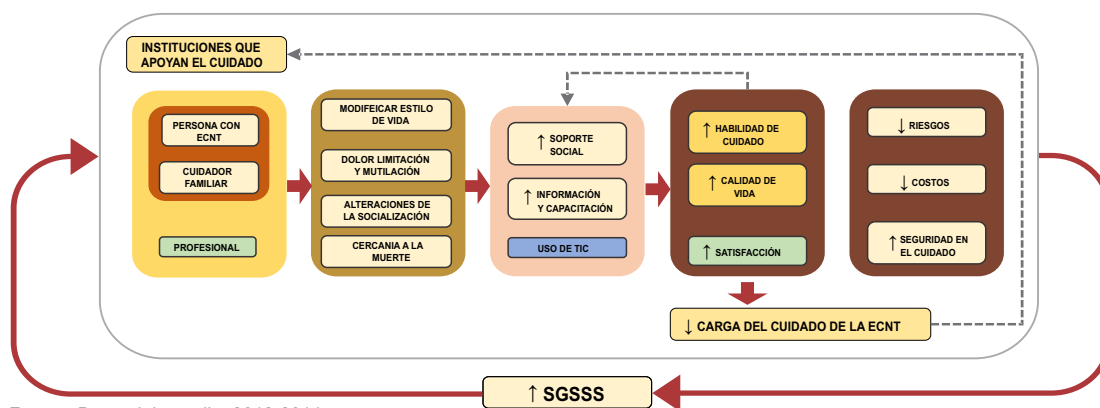 INSTITUCIONES QUE
APOYAN EL CUIDADO
PERSONA CON
ECNT
CUIDADOR
FAMILIAR
PROFESIONAL
MODIFEICAR ESTILO
DE VIDA
DOLOR LIMITACIÓN
Y MUTILACIÓN
ALTERACIONES DE
LA SOCIALIZACIÓN
CERCANIA A LA
MUERTE
↑ SOPORTE
SOCIAL
↑ INFORMACIÓN
Y CAPACITACIÓN
USO DE TIC
↑ HABILIDAD DE
CUIDADO
↑ CALIDAD DE
VIDA
↑ SATISFACCIÓN
↓ RIESGOS
↓ COSTOS
↑ SEGURIDAD EN
EL CUIDADO
↓ CARGA DEL CUIDADO DE LA ECNT
↑ SGSSS